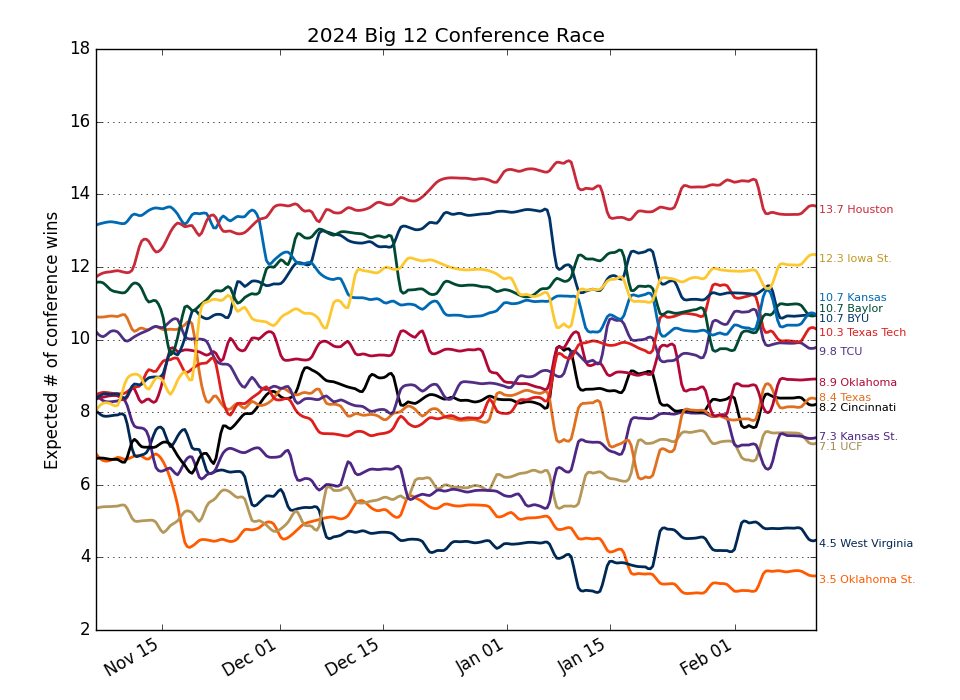 2024 Big 12 Conference Race
Expected # of conference wins
18
16
14
12
10
8
6
4
2
Nov 15
Dec 01
Dec 15
Jan 01
Jan 15
Feb 01
13.7 Houston
12.3 Iowa St.
10.7 Kansas
10.7 Baylor
10.7 BYU
10.3 Texas Tech
9.8 TCU
8.9 Oklahoma
8.4 Texas
8.2 Cincinnati
7.3 Kansas St.
7.1 UCF
4.5 West Virginia
3.5 Oklahoma St.